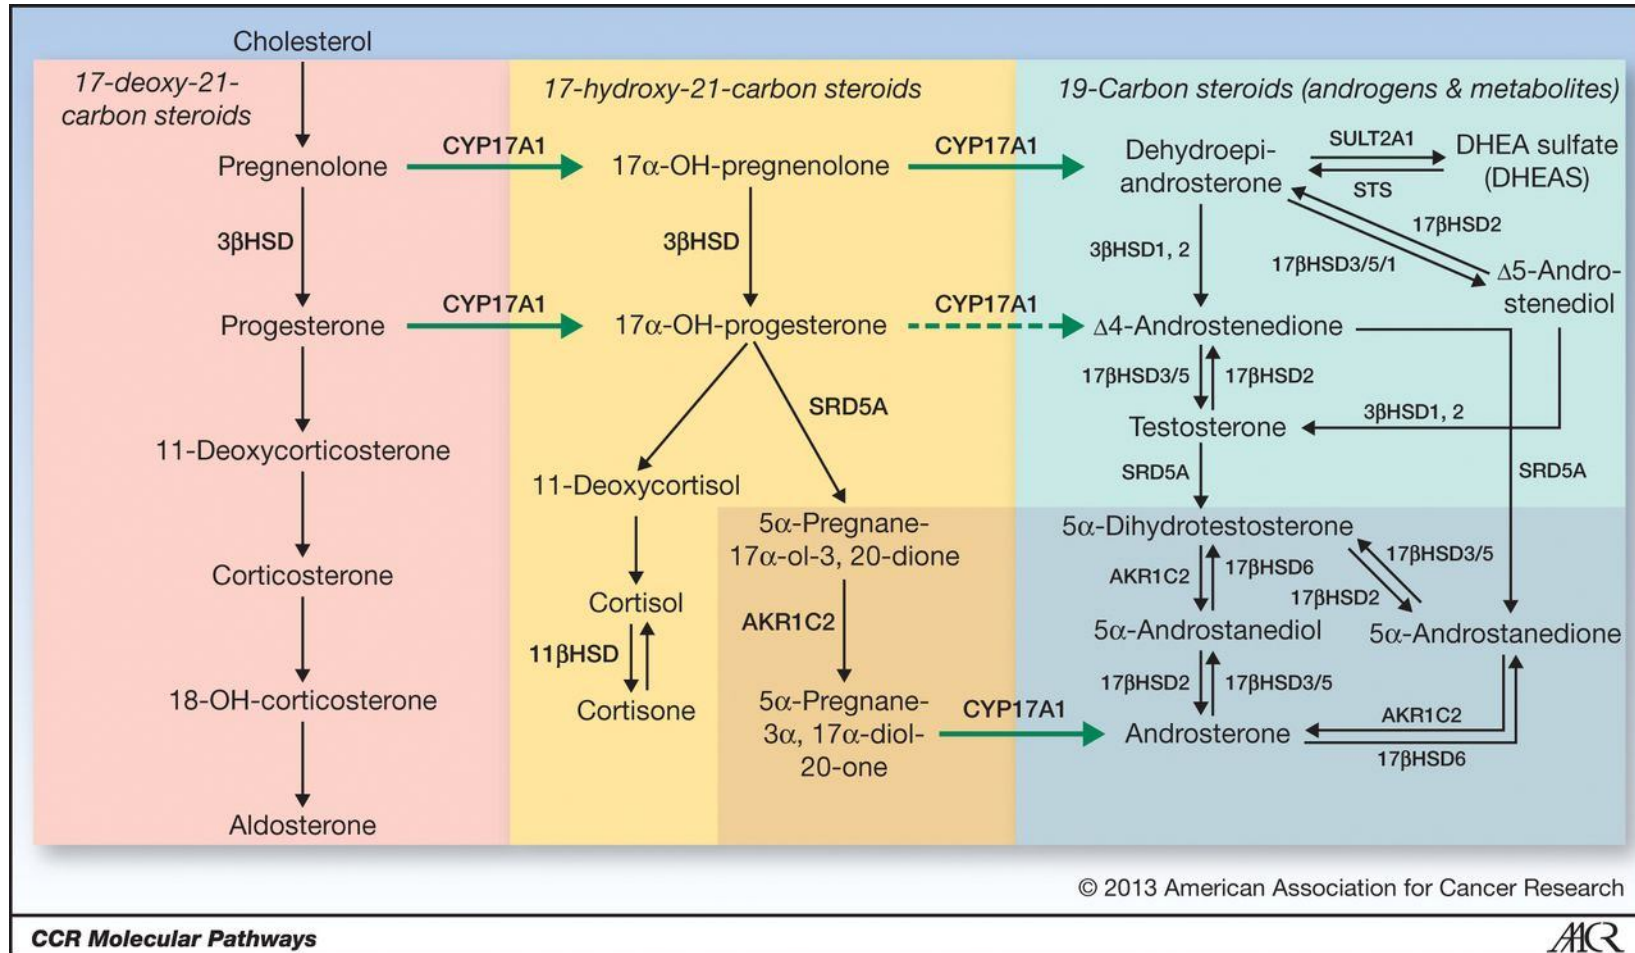 Cholesterol
17-deoxy-21-
carbon steroids
17-hydroxy-21-carbon steroids
19-Carbon steroids (androgens & metabolites)
Pregnenolone
CYP17A1
17α-OH-pregnenolone
CYP17A1
Dehydroepi-
androsterone
SULT2A1
STS
DHEA sulfate
(DHEAS)
3βHSD
3βHSD
3βHSD1, 2
17βHSD2
17βHSD3/5/1
Δ5-Andro-
stenediol
Progesterone
CYP17A1
17α-OH-progesterone
CYP17A1
Δ4-Androstenedione
17βHSD3/5
17βHSD2
SRD5A
3βHSD1, 2
Testosterone
11-Deoxycorticosterone
SRD5A
SRD5A
11-Deoxycortisol
5α-Pregnane-
17α-ol-3, 20-dione
5α-Dihydrotestosterone
17βHSD3/5
AKR1C2
17βHSD6
17βHSD2
Corticosterone
Cortisol
AKR1C2
5α-Androstanediol
5α-Androstanedione
11βHSD
17βHSD2
17βHSD3/5
18-OH-corticosterone
Cortisone
5α-Pregnane-
3α, 17α-diol-
20-one
CYP17A1
Androsterone
AKR1C2
17βHSD6
Aldosterone
© 2013 American Association for Cancer Research
CCR Molecular Pathways
AACR